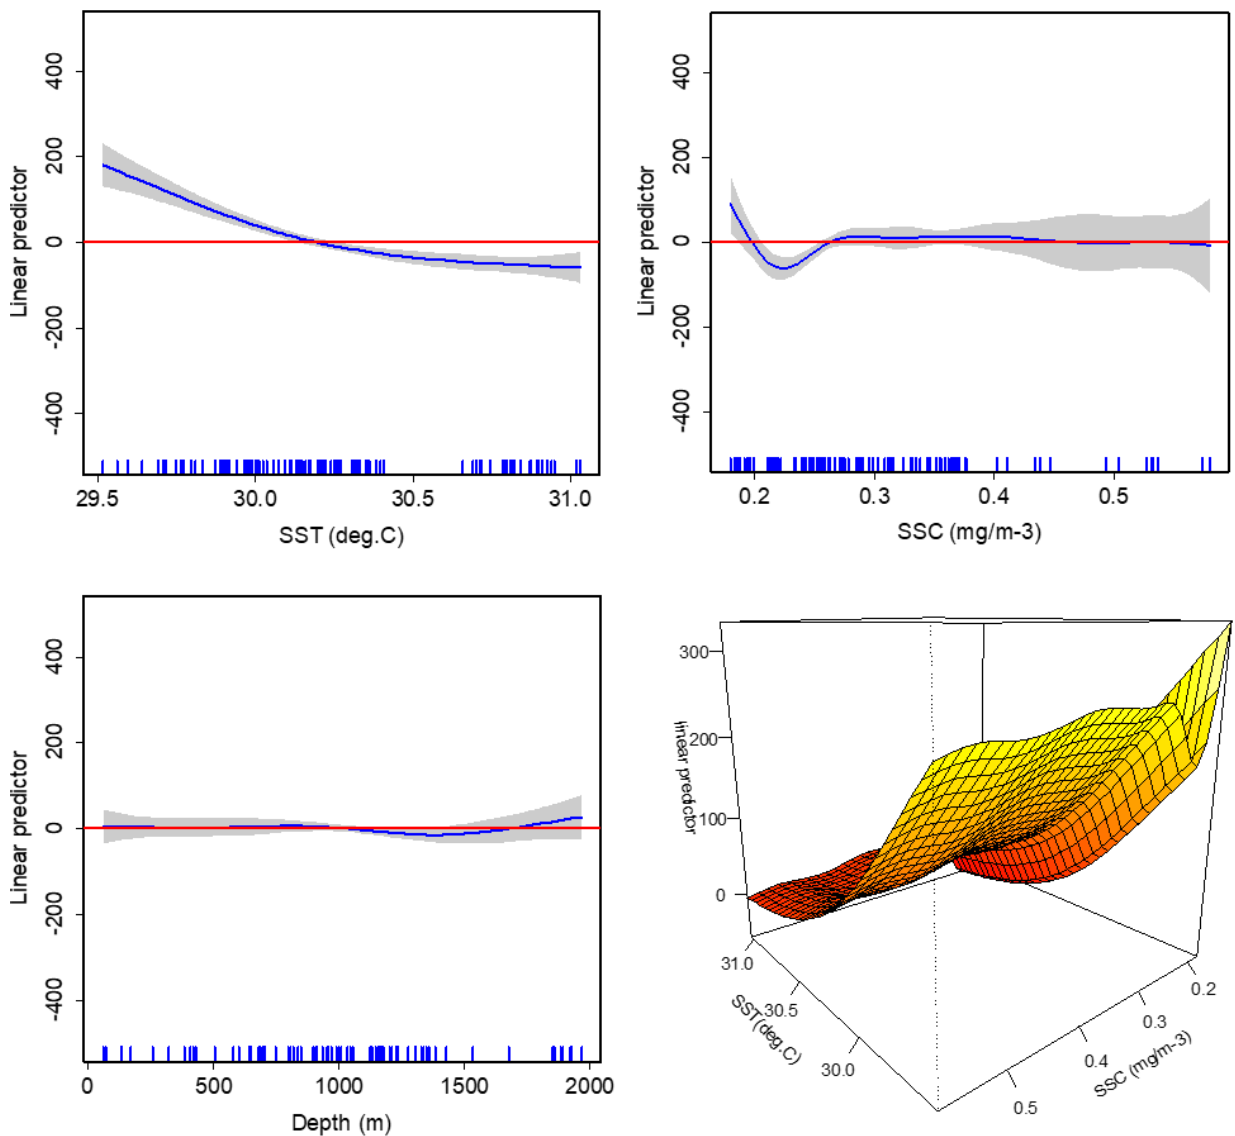 Linear predictor
400
200
0
-200
-400
29.5 30.0 30.5 31.0
SST (deg.C)
Linear predictor
400
200
0
-200
-400
0.2 0.3 0.4 0.5
SSC (mg/m-3)
Linear predictor
400
200
0
-200
-400
0 500 1000 1500 2000
Depth (m)
linear predictor
300
200
100
0
31.0
30.5
30.0
SST(deg.C)
0.2
0.3
0.4
0.5
SSC (mg/m-3)